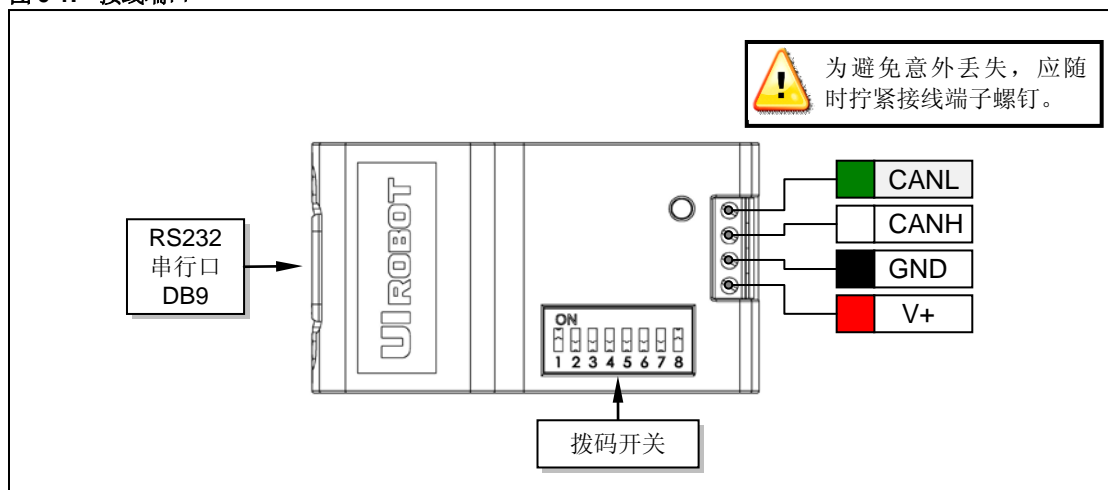 为避免意外丢失，应随
时拧紧接线端子螺钉。
CANL
CANH
GND
V+
RS232
串行口
DB9
UIROBOT
ON
1 2 3 4 5 6 7 8
拨码开关